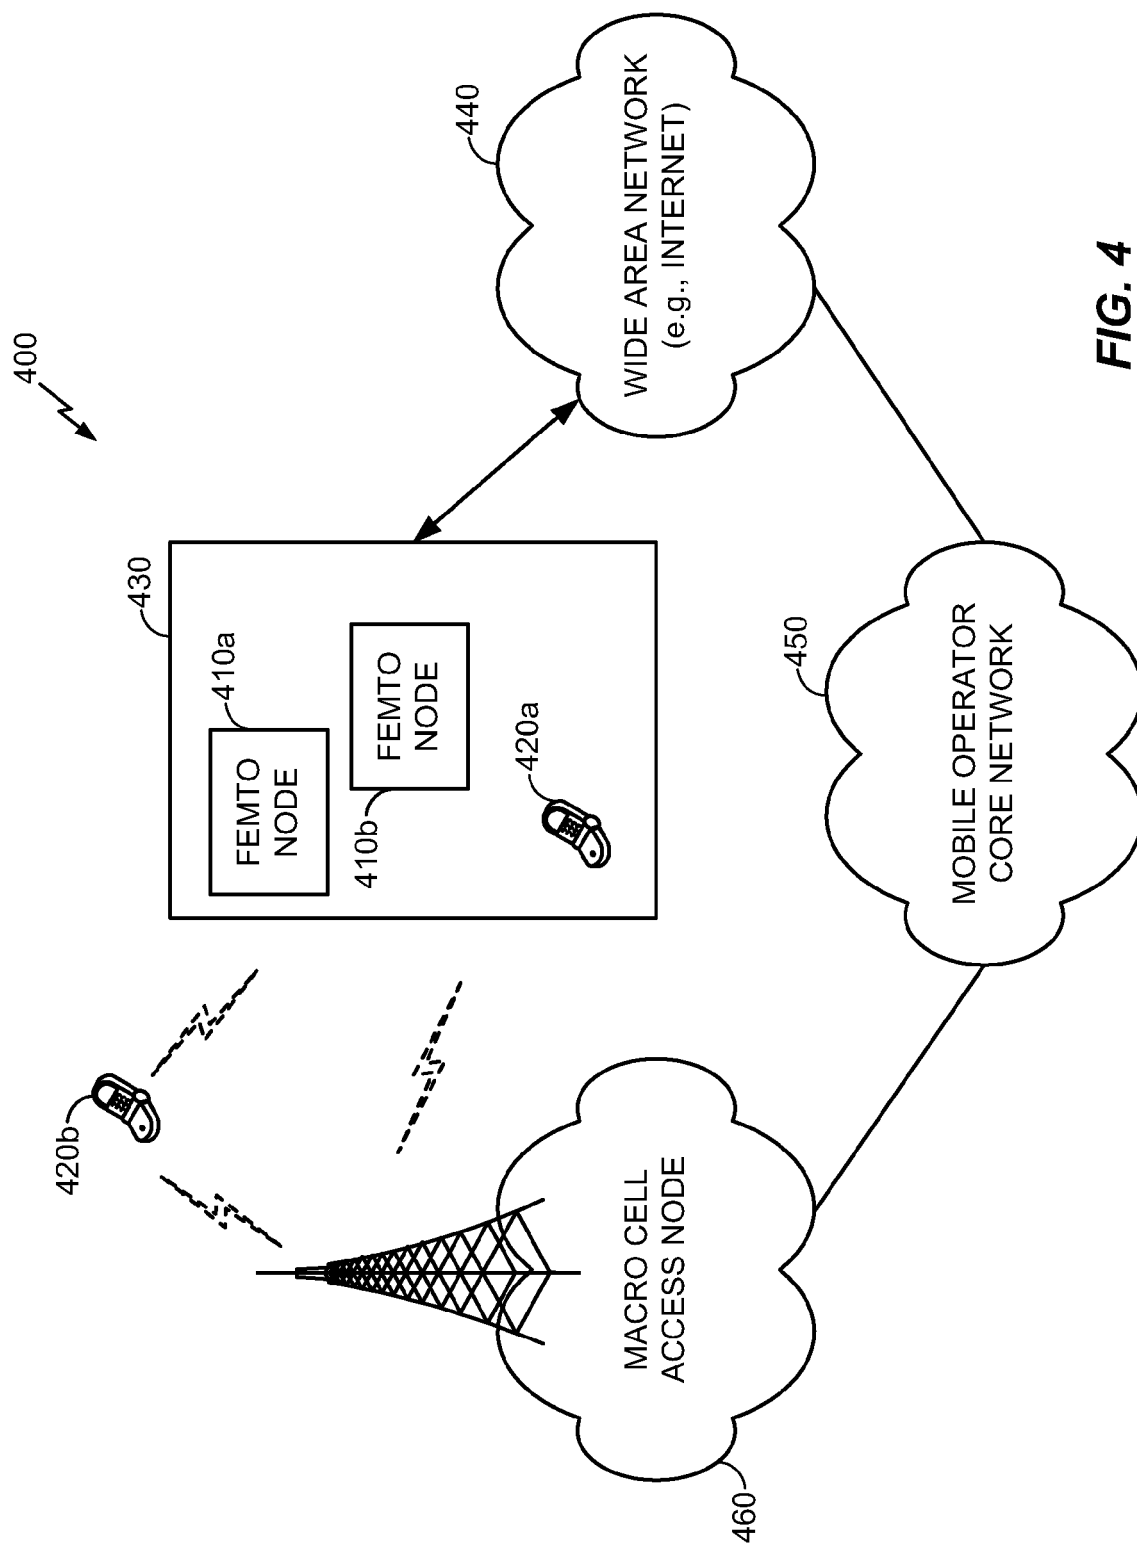 400
420b
430
410a
FEMTO
NODE
410b
FEMTO
NODE
420a
440
WIDE AREA NETWORK
(e.g., INTERNET)
MACRO CELL
ACCESS NODE
460
450
MOBILE OPERATOR
CORE NETWORK
FIG. 4